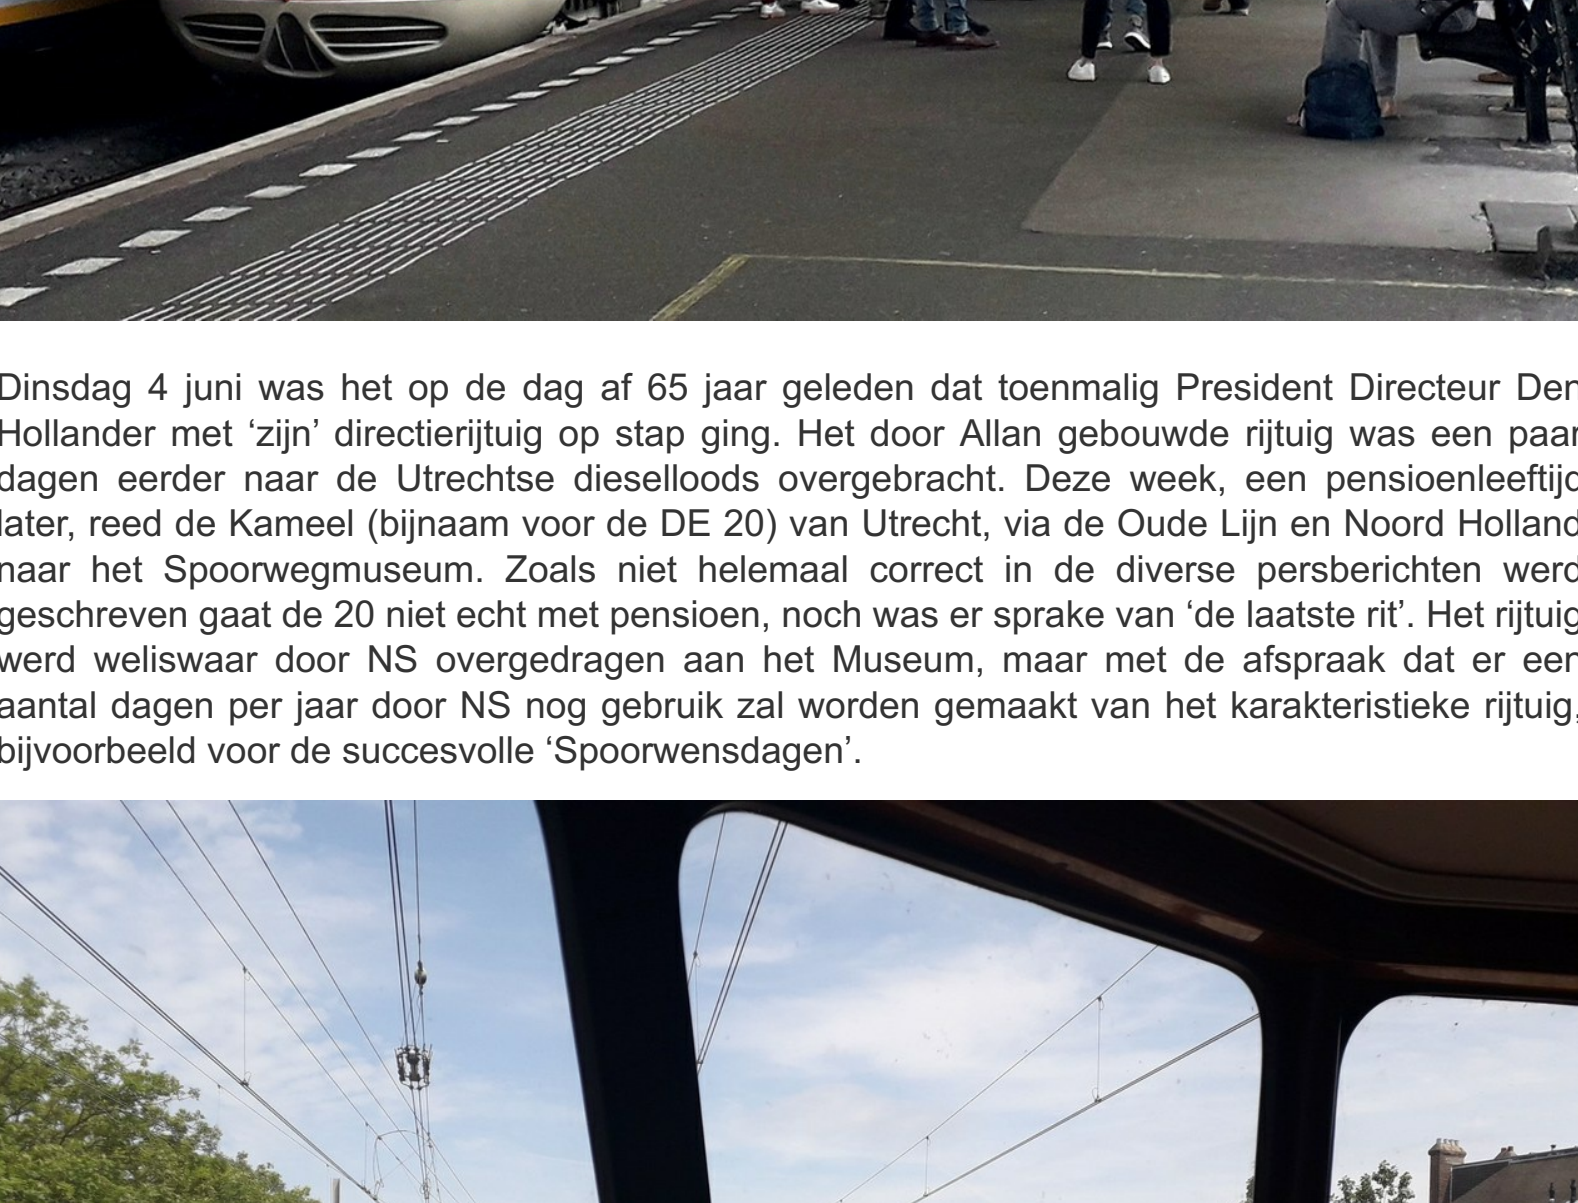 Dinsdag 4 juni was het op de dag af 65 jaar geleden dat toenmalig President Directeur Den
Hollander met ‘zijn’ directierijtuig op stap ging. Het door Allan gebouwde rijtuig was een paar
dagen eerder naar de Utrechtse dieselloods overgebracht. Deze week, een pensioenleeftijd
later, reed de Kameel (bijnaam voor de DE 20) van Utrecht, via de Oude Lijn en Noord Holland
naar het Spoorwegmuseum. Zoals niet helemaal correct in de diverse persberichten werd
geschreven gaat de 20 niet echt met pensioen, noch was er sprake van ‘de laatste rit’. Het rijtuig
werd weliswaar door NS overgedragen aan het Museum, maar met de afspraak dat er een
aantal dagen per jaar door NS nog gebruik zal worden gemaakt van het karakteristieke rijtuig,
bijvoorbeeld voor de succesvolle ‘Spoorwensdagen’.